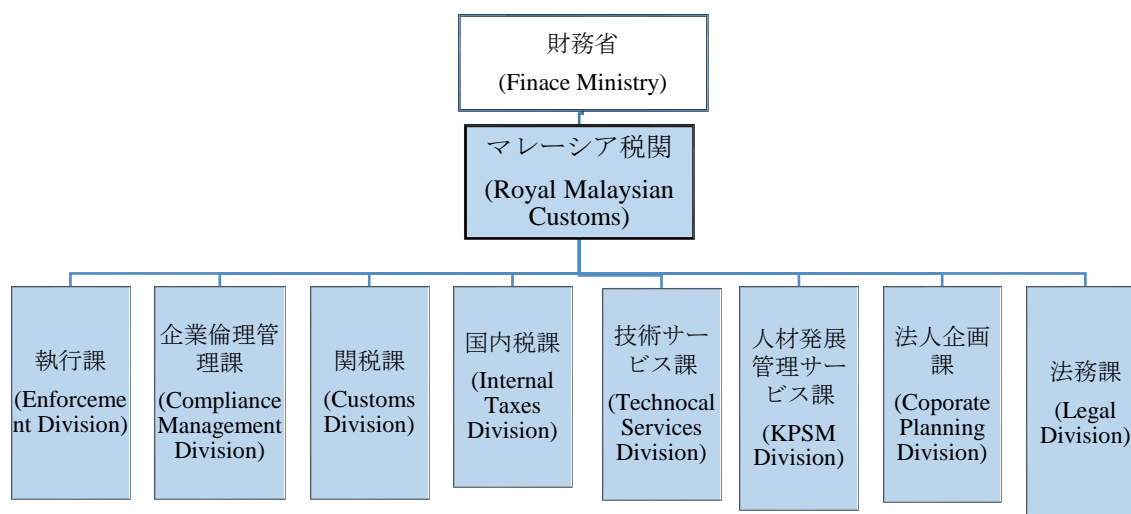 財務省
(Finace Ministry)
マレーシア税関
(Royal Malaysian
Customs)
執行課
(Enforceme
nt Division)
企業倫理管
理課
(Compliance
Management
Division)
関税課
(Customs
Division)
国内税課
(Internal
Taxes
Division)
技術サー
ビス課
(Technocal
Services
Division)
人材発展
管理サー
ビス課
(KPSM
Division)
法人企画
課
(Coporate
Planning
Division)
法務課
(Legal
Division)